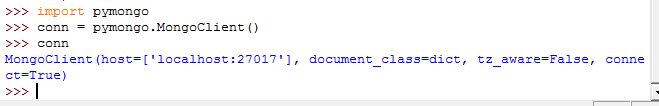 >>> import pymongo
>>> conn = pymongo.MongoClient()
>>> conn
MongoClient(host=['localhost:27017'], document_class=dict, tz_aware=False, conne
ct=True)
>>>